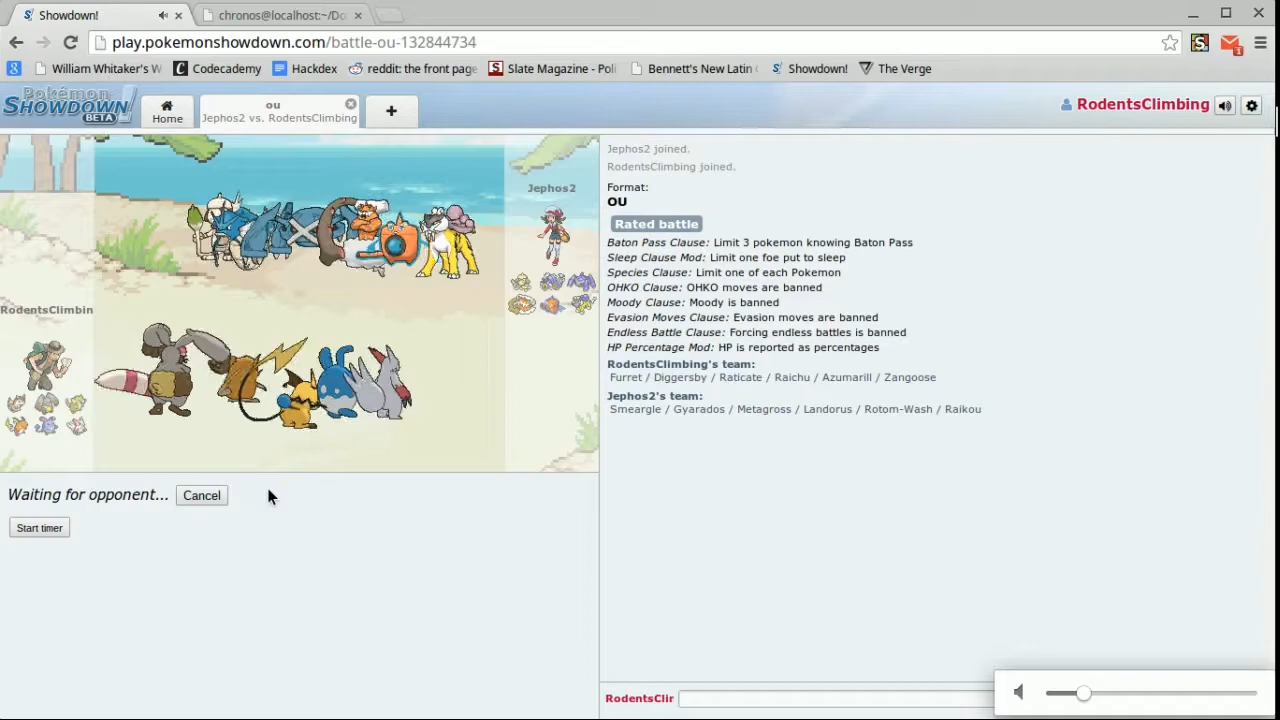 Showdown!
chronos@localhost:~/Do
play.pokemonshowdown.com/battle-ou-132844734
William Whitaker's W
Codecademy
Hackdex
reddit: the front page
Slate Magazine - Poli
Bennett's New Latin
Showdown!
The Verge
1
Pokémon
SHOWDOWN!
BETA
Home
ou
Jephos2 vs. RodentsClimbing
+
RodentsClimbing
Jephos2
RodentsClimbin
Waiting for opponent...
Cancel
Start timer
Jephos2 joined.
RodentsClimbing joined.
Format:
OU
Rated battle
Baton Pass Clause: Limit 3 pokemon knowing Baton Pass
Sleep Clause Mod: Limit one foe put to sleep
Species Clause: Limit one of each Pokemon
OHKO Clause: OHKO moves are banned
Moody Clause: Moody is banned
Evasion Moves Clause: Evasion moves are banned
Endless Battle Clause: Forcing endless battles is banned
HP Percentage Mod: HP is reported as percentages
RodentsClimbing's team:
Furret / Diggersby / Raticate / Raichu / Azumarill / Zangoose
Jephos2's team:
Smeargle / Gyarados / Metagross / Landorus / Rotom-Wash / Raikou
RodentsClir